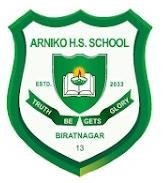 ARNIKO H.S. SCHOOL
ESTD. 2033
TRUTH BE GETS GLORY
BIRATNAGAR
13